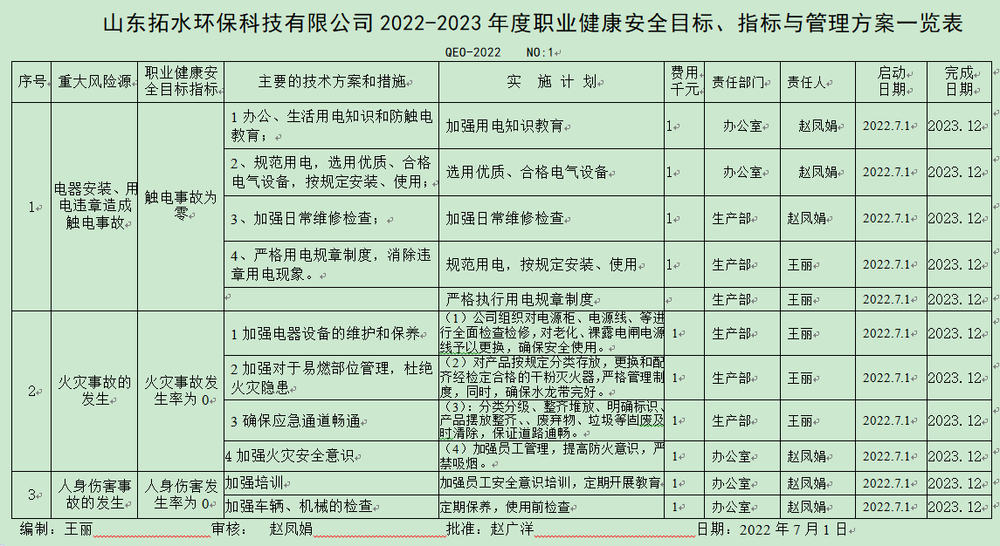 山东拓水环保科技有限公司 2022-2023 年度职业健康安全目标、指标与管理方案一览表
QEO-2022 NO:1
序号 重大风险源 职业健康安全目标指标 主要的技术方案和措施 实 施 计 划 费用千元 责任部门 责任人 启动日期 完成日期
1 电器安装、用电违章造成触电事故 触电事故为零 1 办公、生活用电知识和防触电教育； 加强用电知识教育 1 办公室 赵凤娟 2022.7.1 2023.12
2、规范用电，选用优质、合格电气设备，按规定安装、使用； 选用优质、合格电气设备 1 办公室 赵凤娟 2022.7.1 2023.12
3、加强日常维修检查； 加强日常维修检查 1 生产部 赵凤娟 2022.7.1 2023.12
4、严格用电规章制度，消除违章用电现象。 规范用电，按规定安装、使用 1 生产部 王丽 2022.7.1 2023.12
严格执行用电规章制度 生产部 王丽 2022.7.1 2023.12
2 火灾事故的发生 火灾事故发生率为 0 1 加强电器设备的维护和保养 （1）公司组织对电源柜、电源线、等进行全面检查检修，对老化、裸露电闸电源线予以更换，确保安全使用。 1 生产部 王丽 2022.7.1 2023.12
2 加强对于易燃部位管理，杜绝火灾隐患 （2）对产品按规定分类存放，更换和配齐经检定合格的干粉灭火器,严格管理制度，同时，确保水龙带完好。 1 生产部 王丽 2022.7.1 2023.12
3 确保应急通道畅通 （3）：分类分级、整齐堆放、明确标识、产品摆放整齐、、废弃物、垃圾等固废及时清除，保证道路通畅。 1 生产部 王丽 2022.7.1 2023.12
4 加强火灾安全意识 （4）加强员工管理，提高防火意识，严禁吸烟。 1 办公室 赵凤娟 2022.7.1 2023.12
3 人身伤害事故的发生 人身伤害发生率为 0 加强培训 加强员工安全意识培训，定期开展教育 1 办公室 赵凤娟 2022.7.1 2023.12
加强车辆、机械的检查 定期保养，使用前检查 1 办公室 赵凤娟 2022.7.1 2023.12
编制：王丽 审核： 赵凤娟 批准：赵广洋 日期：2022 年 7 月 1 日